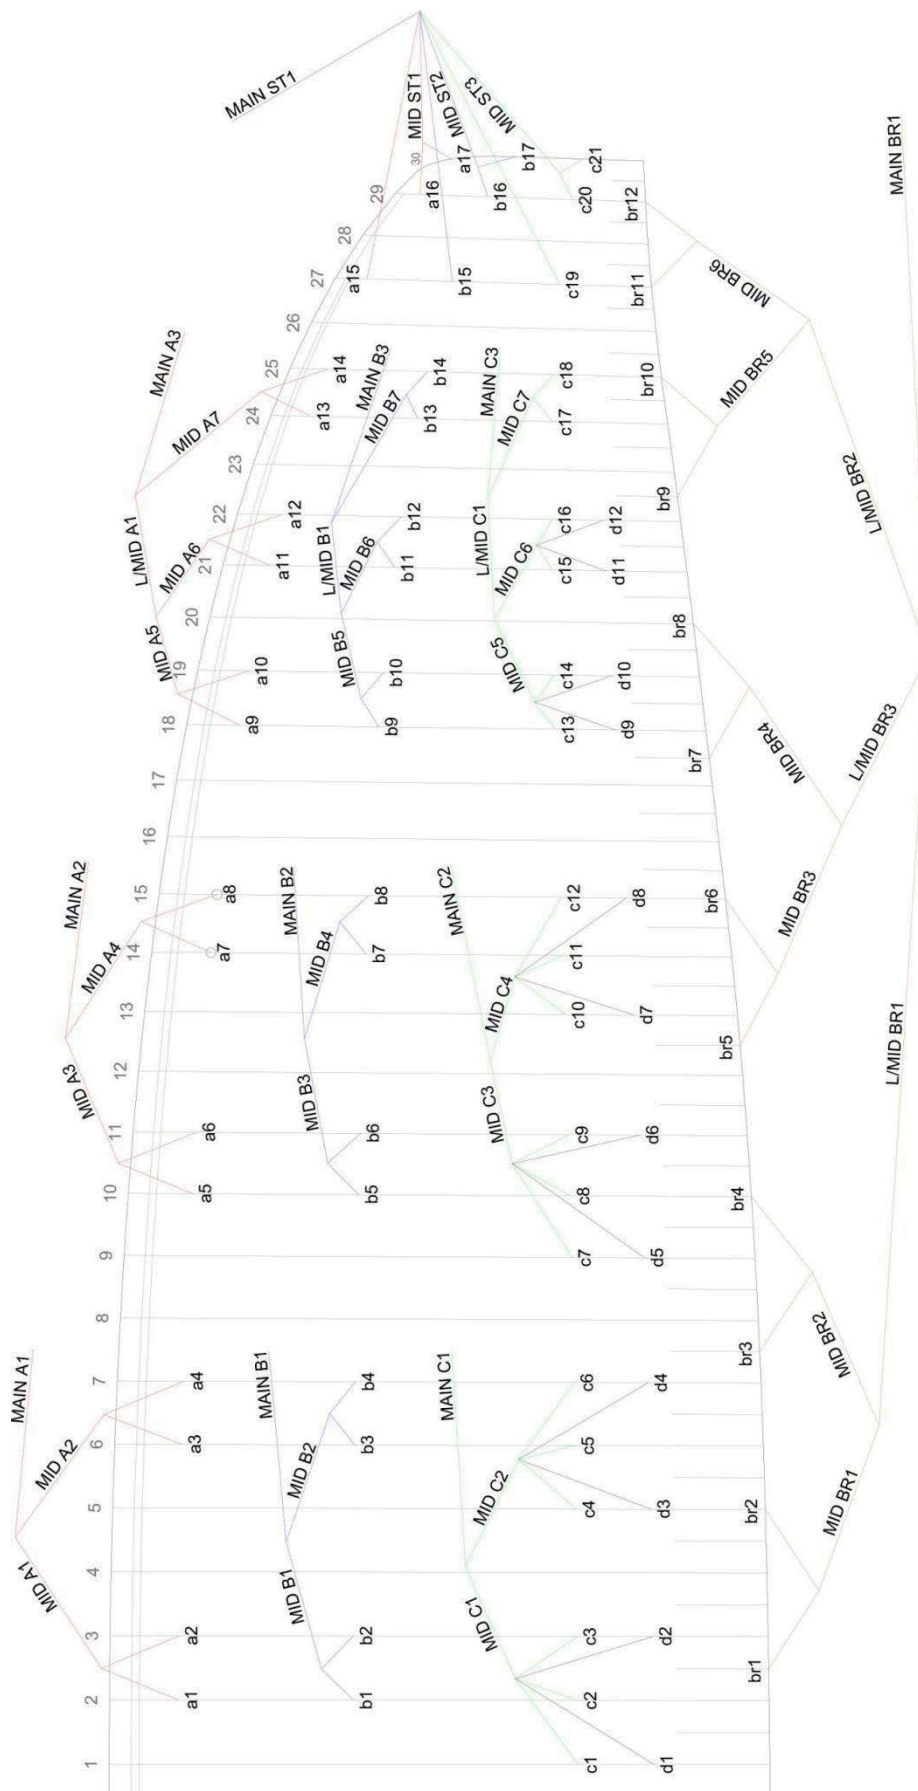 MAIN ST1
MID ST1
MID ST2
MID ST3
MAIN BR1
30
29
28
27
26
25
24
23
22
21
20
19
18
17
16
15
14
13
12
11
10
9
8
7
6
5
4
3
2
1
a17
b17
c21
a16
b16
c20
br12
a15
b15
c19
br11
MID BR6
MAIN A3
MID A7
L/MID A1
MID A6
MID A5
a14
a13
a12
a11
a10
a9
MAIN B3
MID B7
L/MID B1
MID B6
MID B5
b14
b13
b12
b11
b10
b9
MAIN C3
MID C7
L/MID C1
MID C6
MID C5
c18
c17
c16
c15
c14
c13
d12
d11
d10
d9
br10
br9
br8
br7
MID BR5
L/MID BR2
MID BR4
L/MID BR3
MAIN A2
MID A4
MID A3
a8
a7
a6
a5
MAIN B2
MID B4
MID B3
b8
b7
b6
b5
MAIN C2
MID C4
MID C3
c12
c11
c10
c9
c8
c7
d8
d7
d6
d5
br6
br5
br4
br3
MID BR3
L/MID BR1
MID BR2
MAIN A1
MID A2
MID A1
a4
a3
a2
a1
MAIN B1
MID B2
MID B1
b4
b3
b2
b1
MAIN C1
MID C2
MID C1
c6
c5
c4
c3
c2
c1
d4
d3
d2
d1
br2
br1
MID BR1